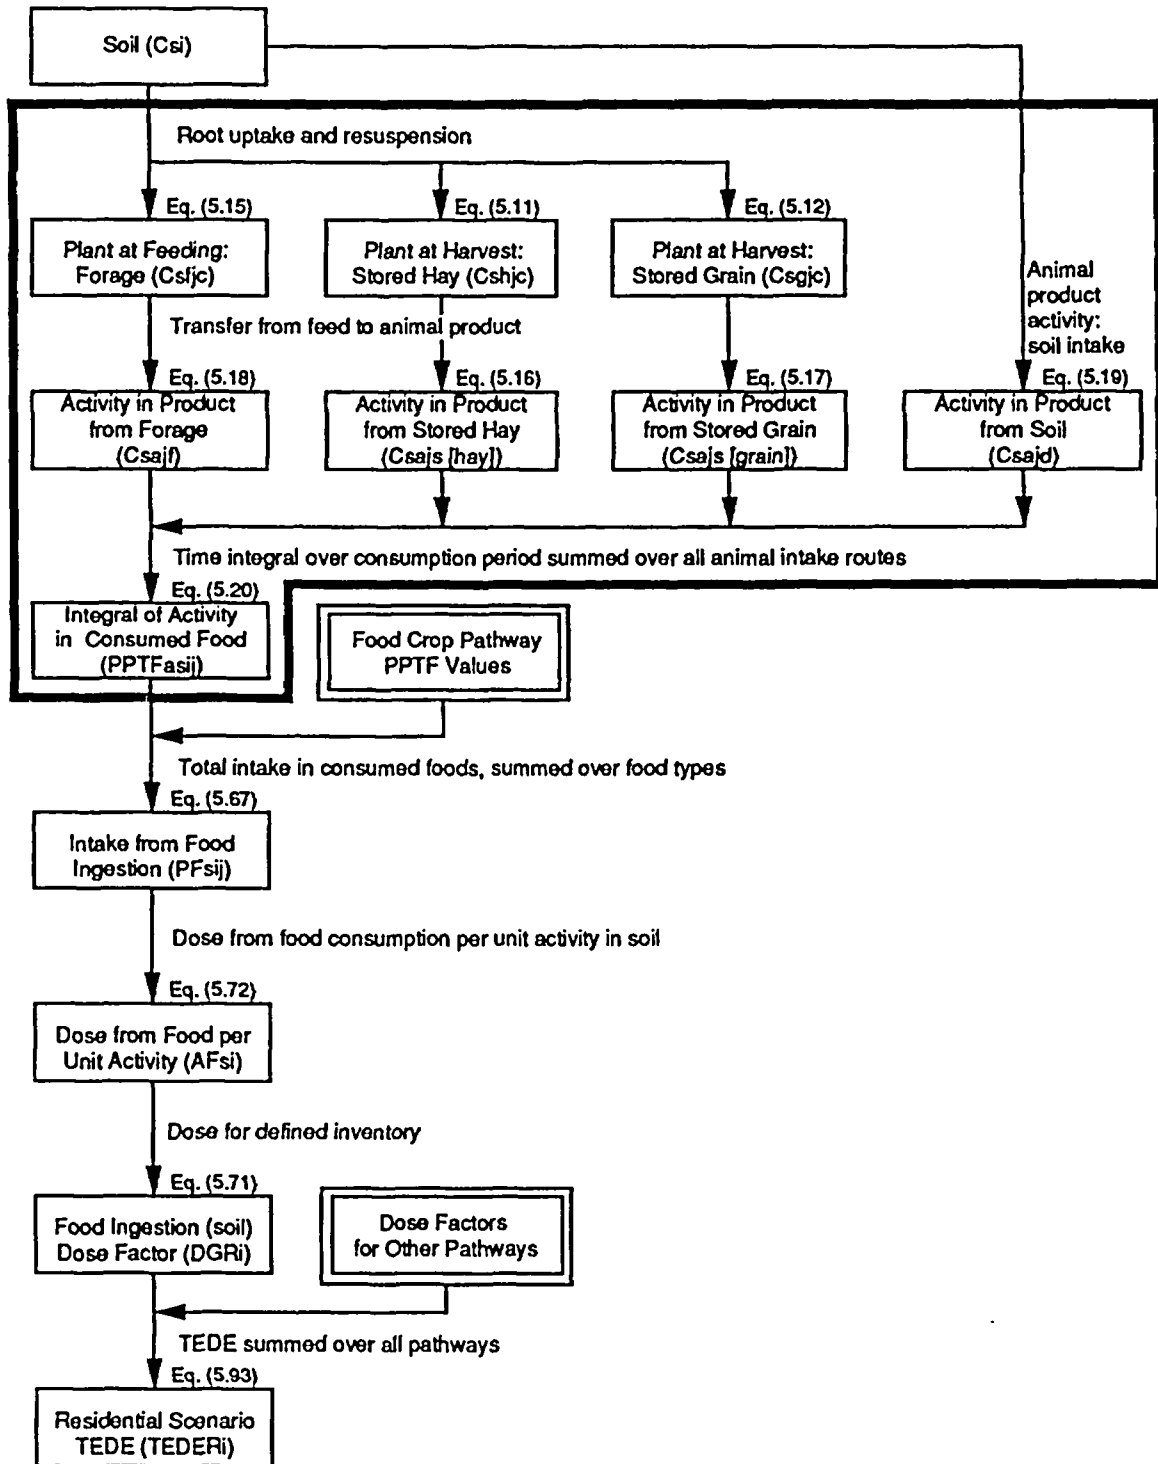 Soil (Csi)
Root uptake and resuspension
Eq. (5.15)
Eq. (5.11)
Eq. (5.12)
Plant at Feeding:
Forage (Csfjc)
Plant at Harvest:
Stored Hay (Cshjc)
Plant at Harvest:
Stored Grain (Csgjc)
Animal
product
activity:
soil intake
Transfer from feed to animal product
Eq. (5.18)
Eq. (5.16)
Eq. (5.17)
Eq. (5.19)
Activity in Product
from Forage
(Csajf)
Activity in Product
from Stored Hay
(Csajs [hay])
Activity in Product
from Stored Grain
(Csajs [grain])
Activity in Product
from Soil
(Csajd)
Time integral over consumption period summed over all animal intake routes
Eq. (5.20)
Integral of Activity
in Consumed Food
(PPTFasij)
Food Crop Pathway
PPTF Values
Total intake in consumed foods, summed over food types
Eq. (5.67)
Intake from Food
Ingestion (PFsij)
Dose from food consumption per unit activity in soil
Eq. (5.72)
Dose from Food per
Unit Activity (AFsi)
Dose for defined inventory
Eq. (5.71)
Food Ingestion (soil)
Dose Factor (DGRi)
Dose Factors
for Other Pathways
TEDE summed over all pathways
Eq. (5.93)
Residential Scenario
TEDE (TEDERi)